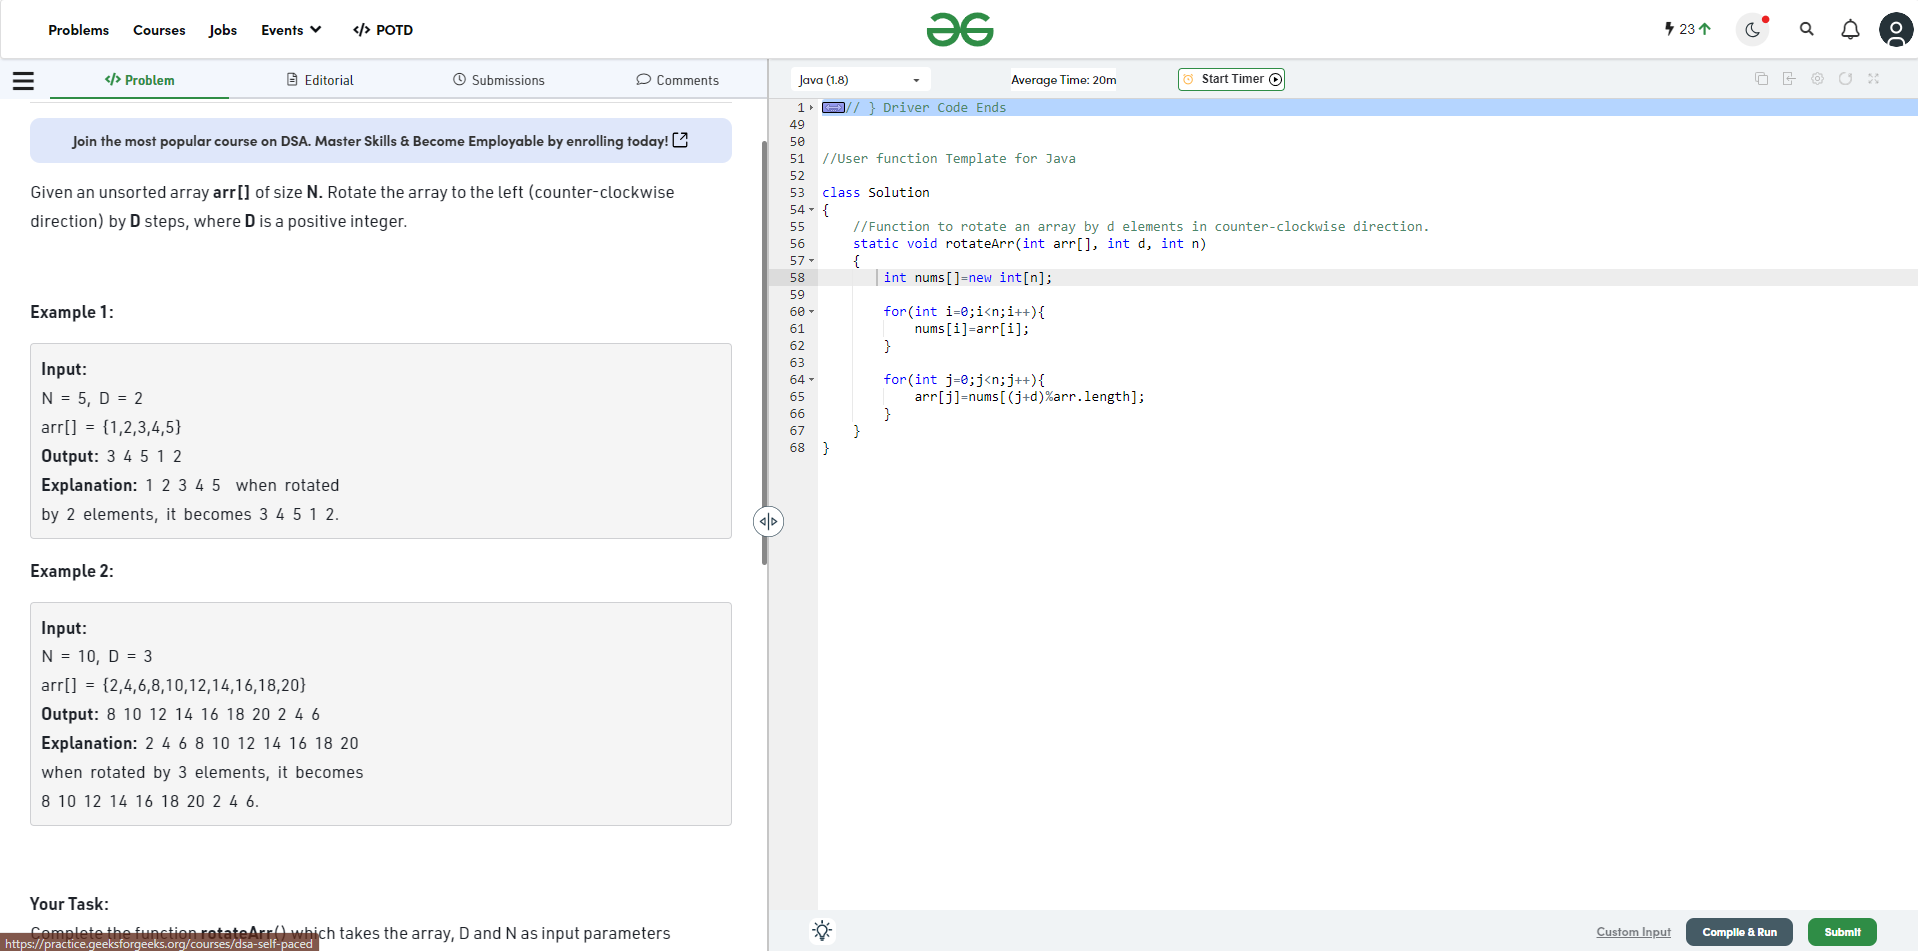 Problems Courses Jobs Events </> POTD
23
</> Problem Editorial Submissions Comments
Java (1.8) Average Time: 20m Start Timer
Join the most popular course on DSA. Master Skills & Become Employable by enrolling today!
Given an unsorted array arr[] of size N. Rotate the array to the left (counter-clockwise
direction) by D steps, where D is a positive integer.
Example 1:
Input:
N = 5, D = 2
arr[] = {1,2,3,4,5}
Output: 3 4 5 1 2
Explanation: 1 2 3 4 5 when rotated
by 2 elements, it becomes 3 4 5 1 2.
Example 2:
Input:
N = 10, D = 3
arr[] = {2,4,6,8,10,12,14,16,18,20}
Output: 8 10 12 14 16 18 20 2 4 6
Explanation: 2 4 6 8 10 12 14 16 18 20
when rotated by 3 elements, it becomes
8 10 12 14 16 18 20 2 4 6.
Your Task:
Complete the function rotateArr() which takes the array, D and N as input parameters
https://practice.geeksforgeeks.org/courses/dsa-self-paced
1 // } Driver Code Ends
49
50
51 //User function Template for Java
52
53 class Solution
54 {
55 //Function to rotate an array by d elements in counter-clockwise direction.
56 static void rotateArr(int arr[], int d, int n)
57 {
58 int nums[]=new int[n];
59
60 for(int i=0;i<n;i++){
61 nums[i]=arr[i];
62 }
63
64 for(int j=0;j<n;j++){
65 arr[j]=nums[(j+d)%arr.length];
66 }
67 }
68 }
Custom Input Compile & Run Submit